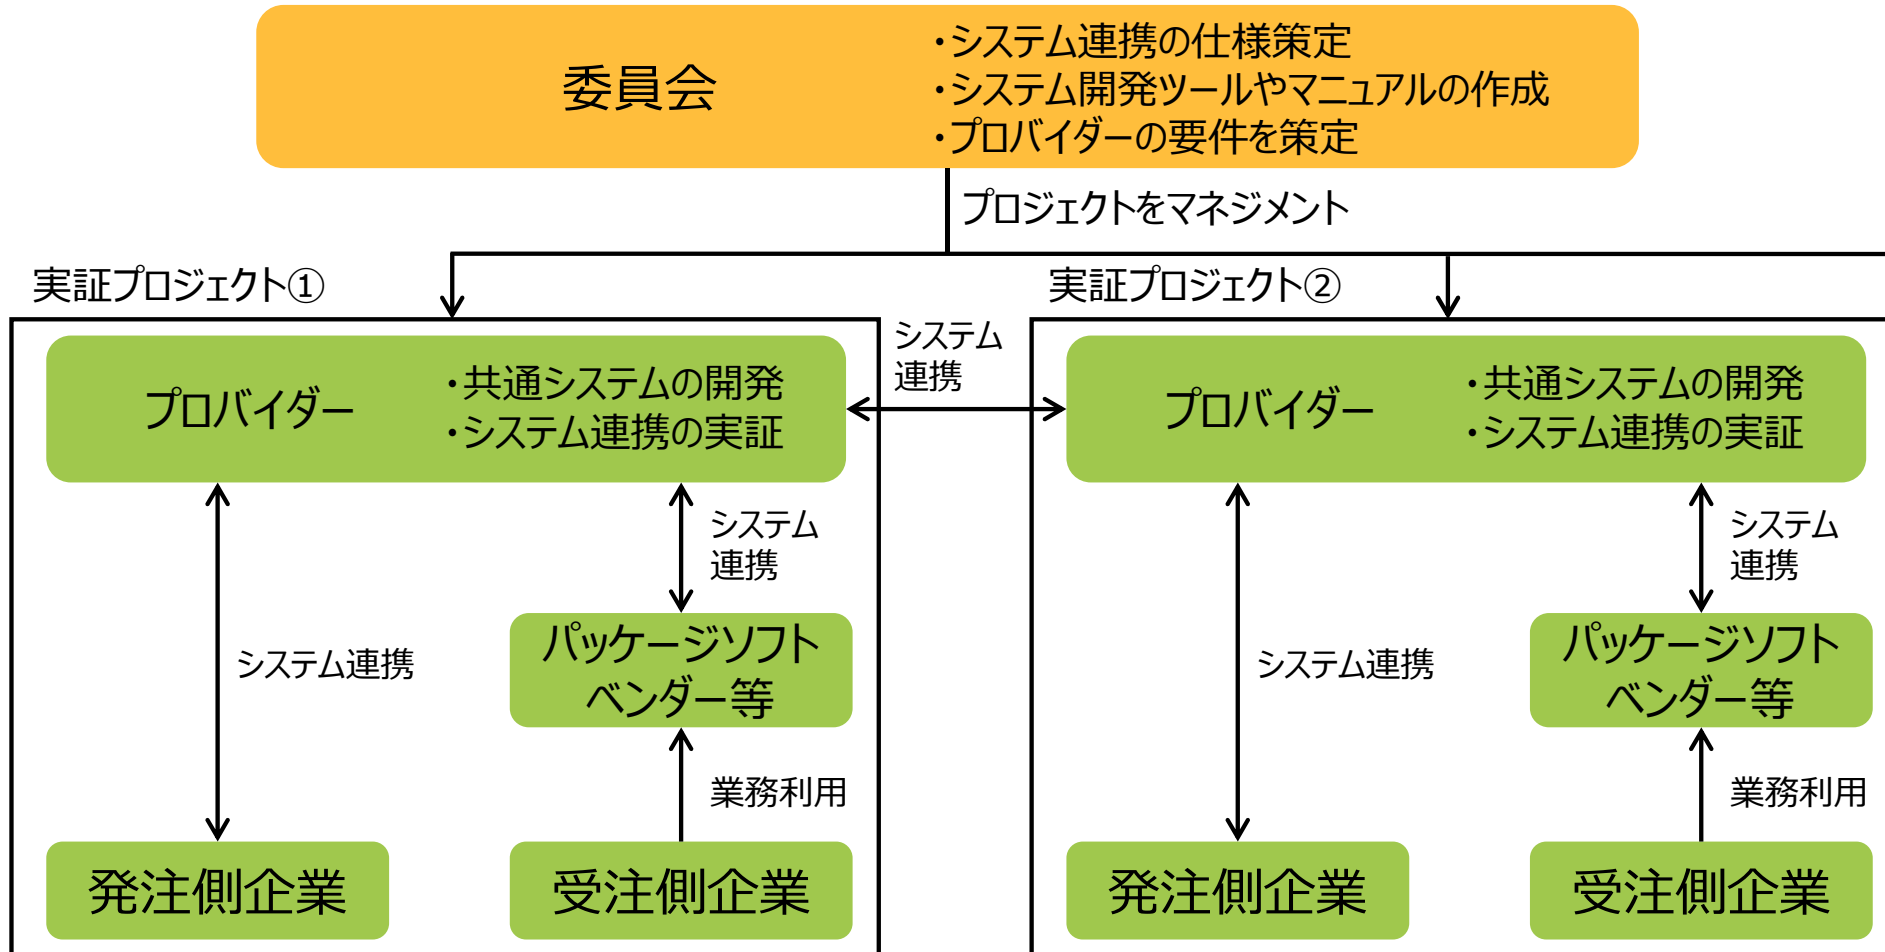 委員会
・システム連携の仕様策定
・システム開発ツールやマニュアルの作成
・プロバイダーの要件を策定
プロジェクトをマネジメント
実証プロジェクト①
プロバイダー
・共通システムの開発
・システム連携の実証
システム連携
システム
連携
パッケージソフト
ベンダー等
業務利用
発注側企業
受注側企業
システム
連携
実証プロジェクト②
プロバイダー
・共通システムの開発
・システム連携の実証
システム連携
システム
連携
パッケージソフト
ベンダー等
業務利用
発注側企業
受注側企業